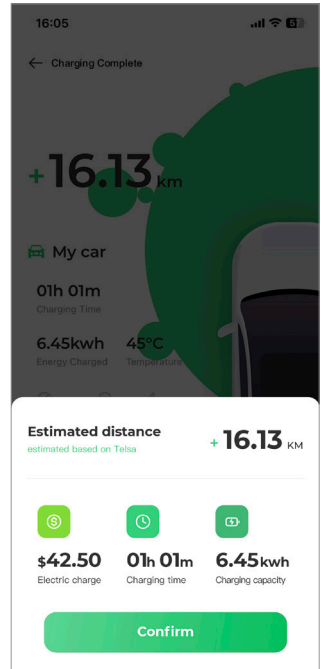 16:05
Charging Complete
+16.13 km
My car
01h 01m
Charging Time
6.45kwh 45°C
Energy Charged Temperature
Estimated distance
estimated based on Telsa
+ 16.13 KM
$42.50 01h 01m 6.45kwh
Electric charge Charging time Charging capacity
Confirm